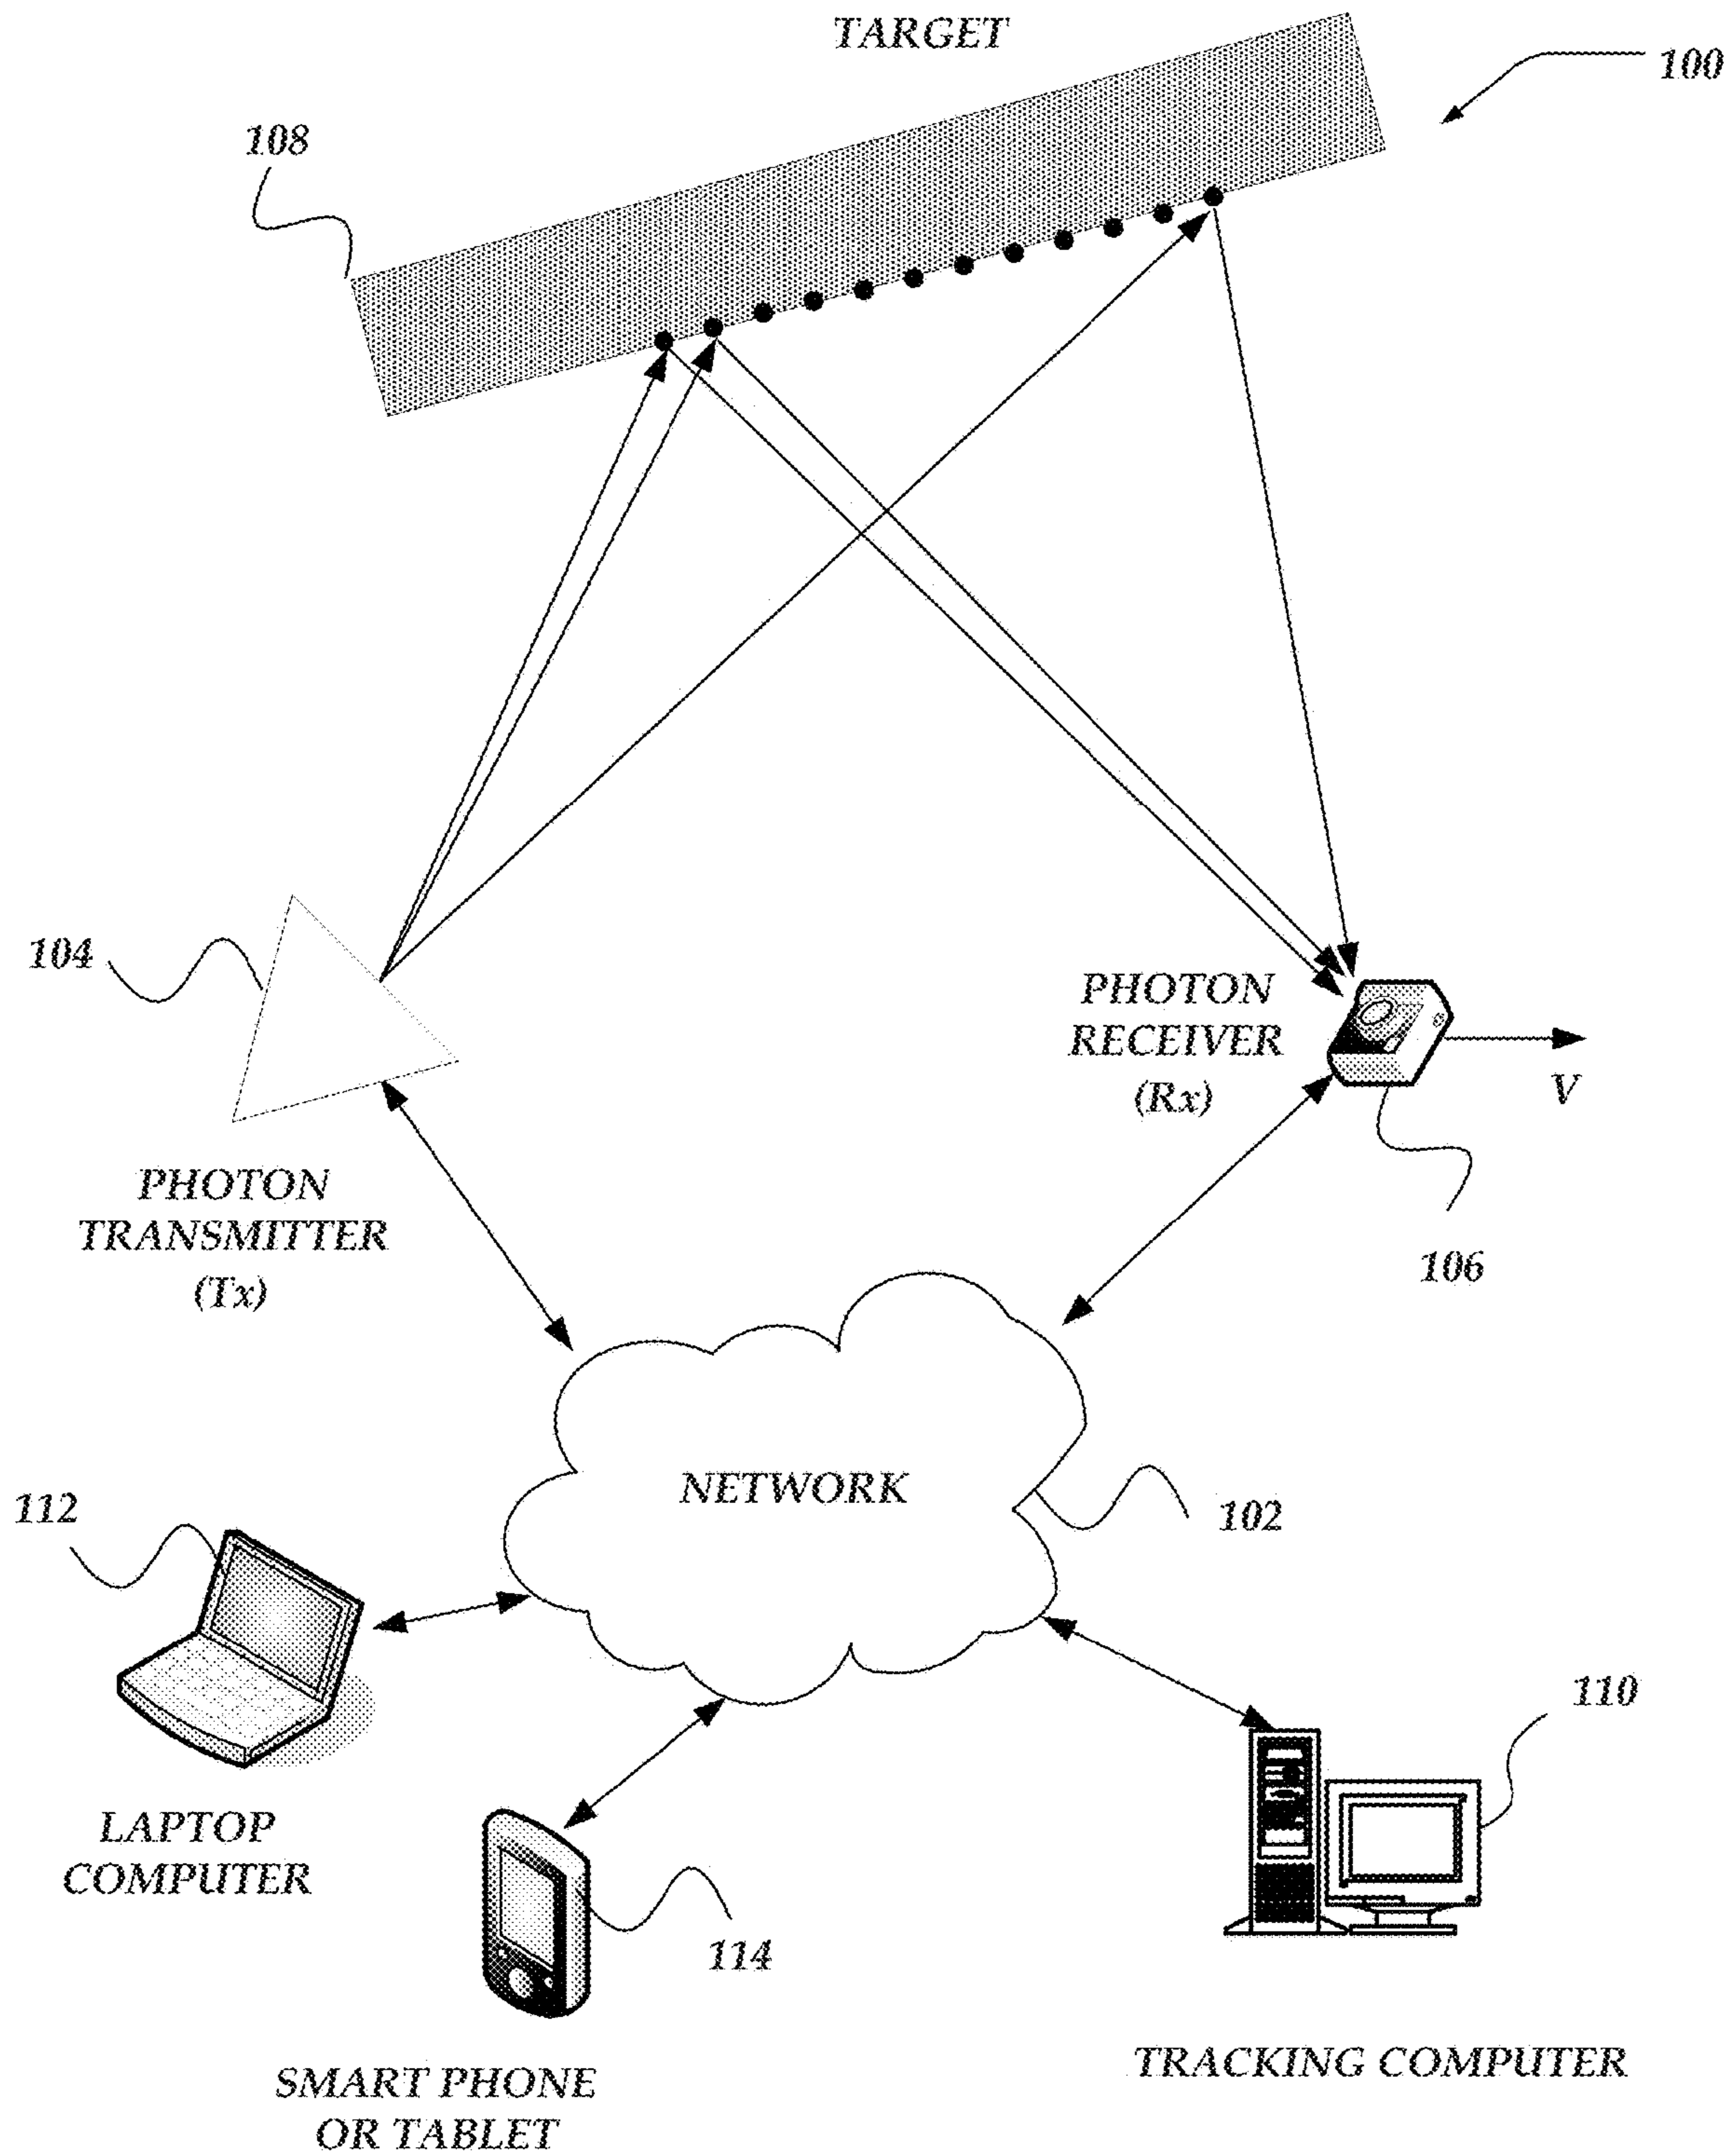 TARGET
100
108
104
PHOTON
RECEIVER
(Rx)
V
PHOTON
TRANSMITTER
(Tx)
106
NETWORK
112
102
110
LAPTOP
COMPUTER
114
TRACKING COMPUTER
SMART PHONE
OR TABLET